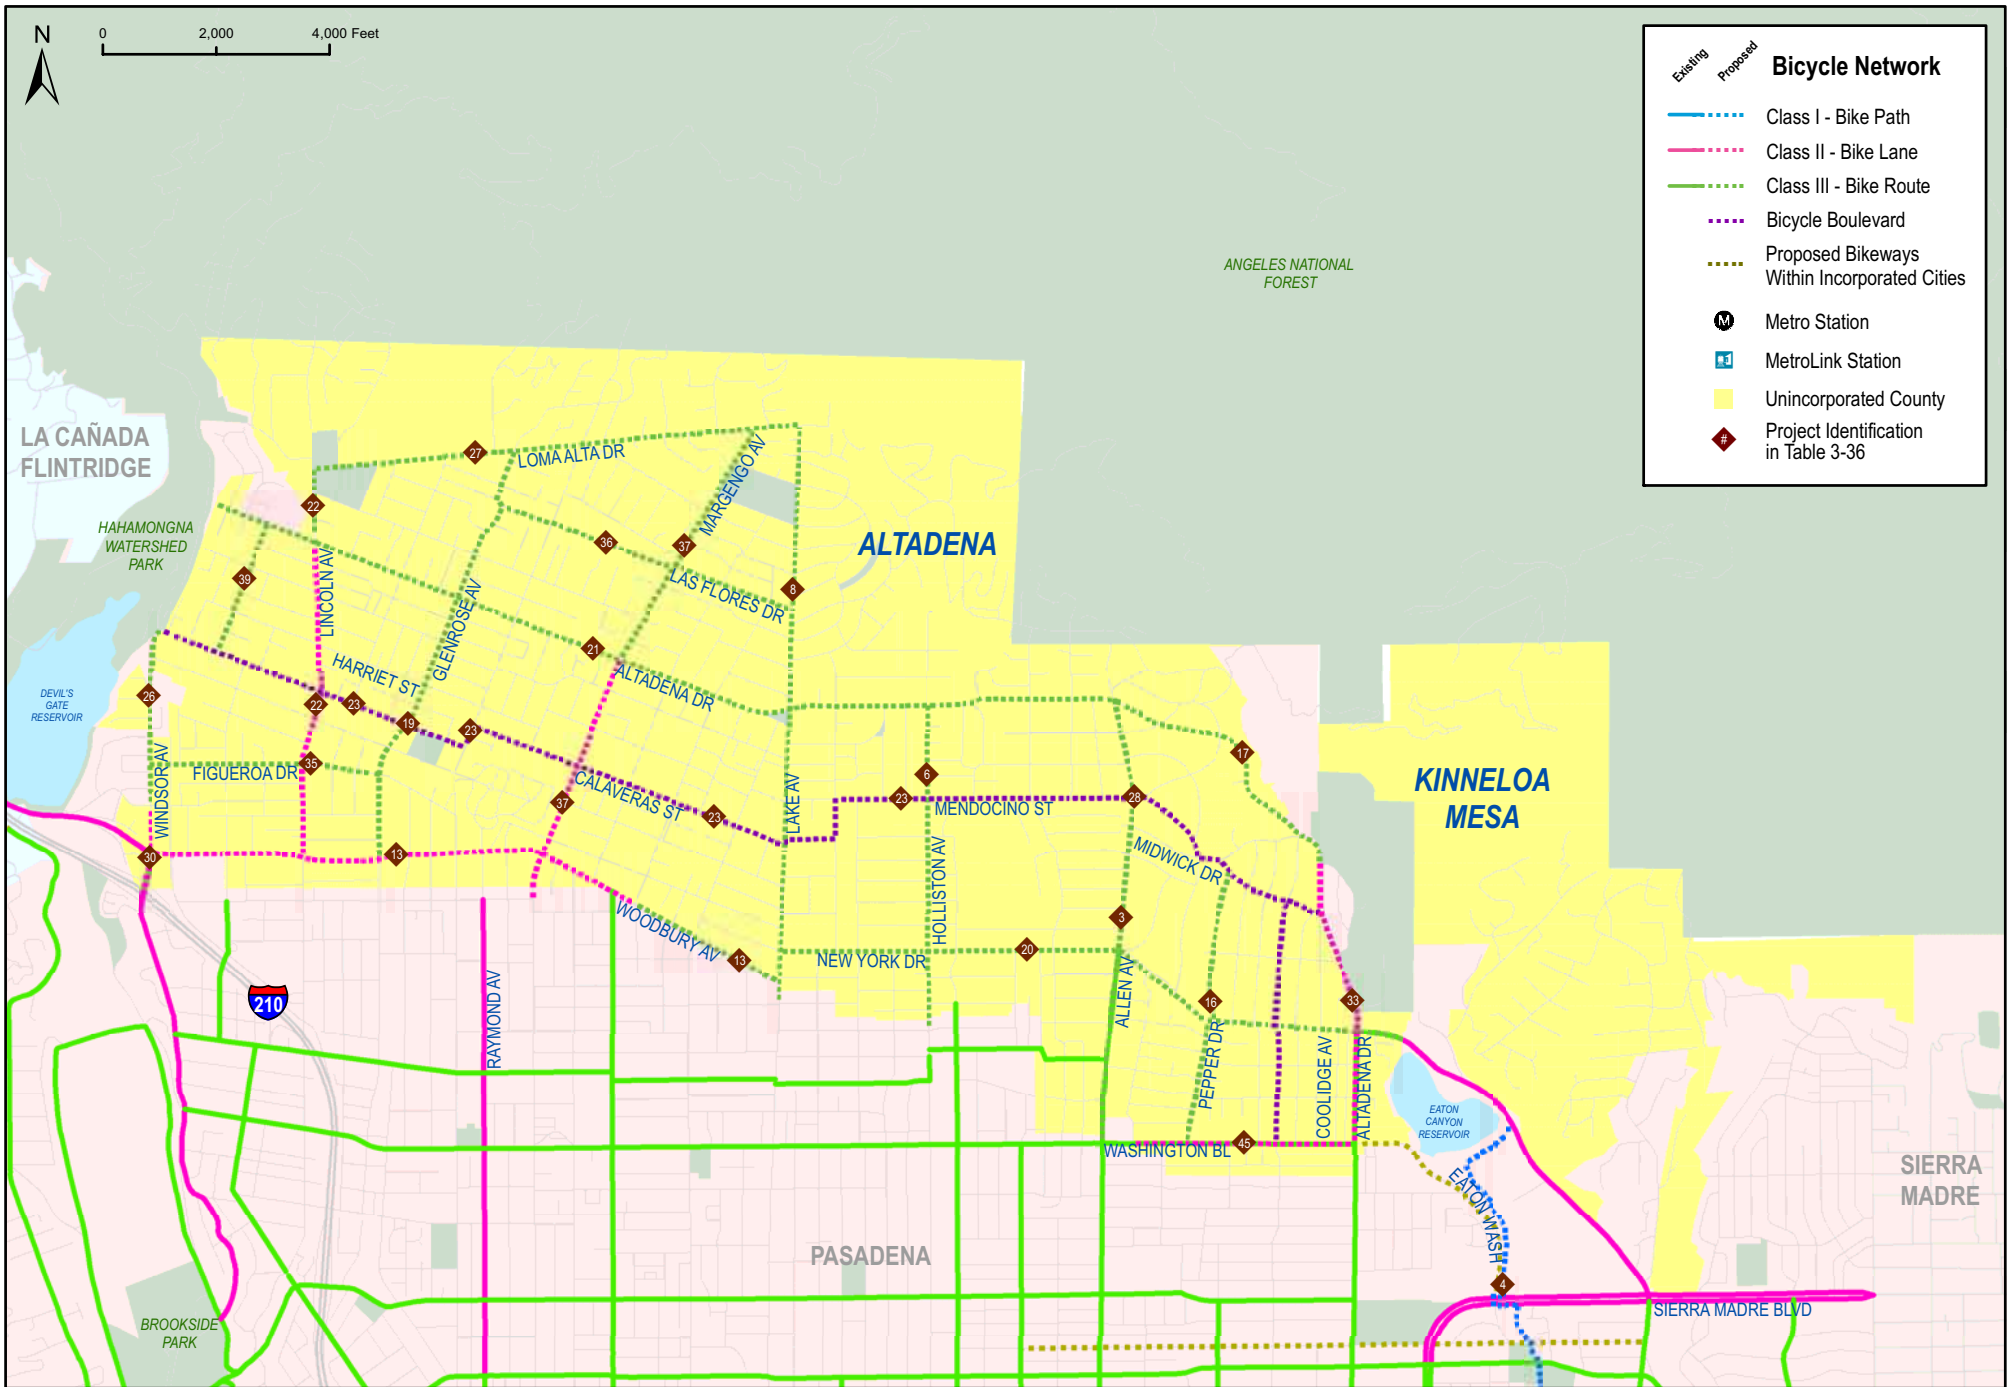 N
0
2,000
4,000 Feet
Existing
Proposed
Bicycle Network
Class I - Bike Path
Class II - Bike Lane
Class III - Bike Route
Bicycle Boulevard
Proposed Bikeways
Within Incorporated Cities
M
Metro Station
MetroLink Station
Unincorporated County
#
Project Identification
in Table 3-36
ANGELES NATIONAL
FOREST
LA CAÑADA
FLINTRIDGE
HAHAMONGNA
WATERSHED
PARK
DEVIL'S
GATE
RESERVOIR
ALTADENA
KINNELOA
MESA
27
LOMA ALTA DR
MARGENGO AV
22
36
37
39
LINCOLN AV
LAS FLORES DR
8
GLENROSE AV
HARRIET ST
21
ALTADENA DR
26
22
23
19
23
17
WINDSOR AV
FIGUEROA DR
35
6
37
CALAVERAS ST
23
LAKE AV
23
MENDOCINO ST
28
30
13
HOLLISTON AV
MIDWICK DR
WOODBURY AV
13
NEW YORK DR
20
3
ALLEN AV
210
RAYMOND AV
16
33
PEPPER DR
COOLIDGE AV
ALTADENA DR
EATON
CANYON
RESERVOIR
WASHINGTON BL
45
EATON WASH
SIERRA
MADRE
PASADENA
4
SIERRA MADRE BLVD
BROOKSIDE
PARK